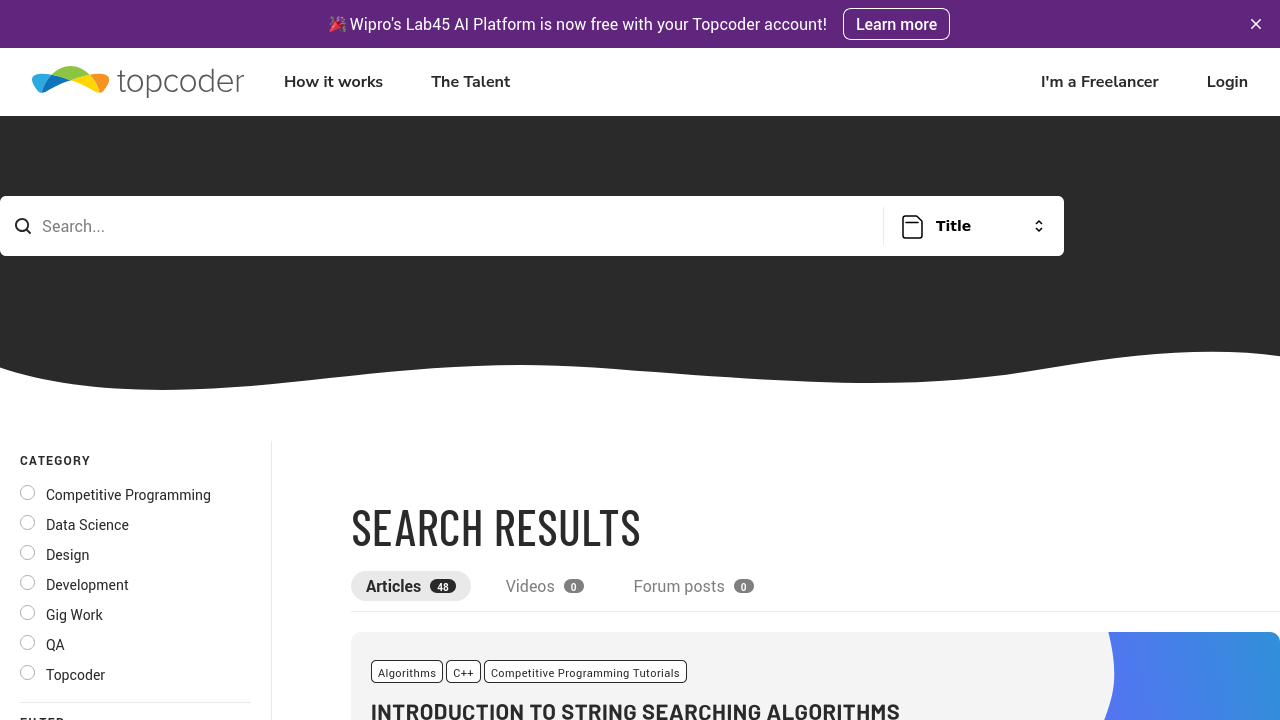 🎉 Wipro's Lab45 AI Platform is now free with your Topcoder account! Learn more ×
topcoder How it works The Talent I'm a Freelancer Login
Search... Title
CATEGORY
Competitive Programming
Data Science
Design
Development
Gig Work
QA
Topcoder
FILTER
SEARCH RESULTS
Articles 48 Videos 0 Forum posts 0
Algorithms C++ Competitive Programming Tutorials
INTRODUCTION TO STRING SEARCHING ALGORITHMS